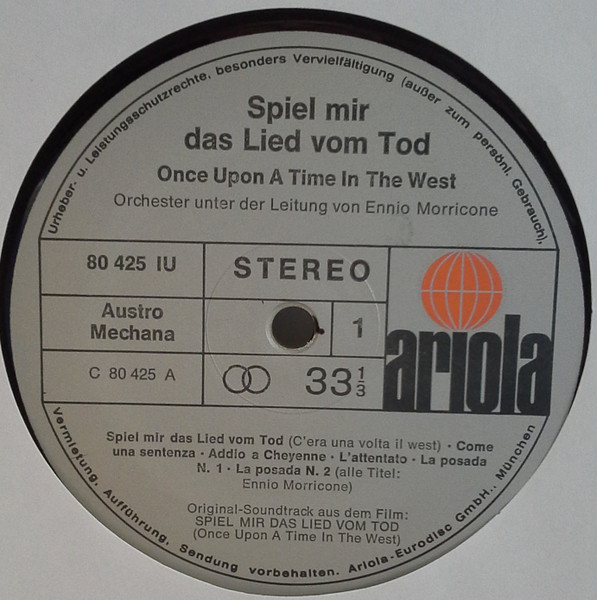 Urheber- u. Leistungsschutzrechte, besonders Vervielfältigung (außer zum persönl. Gebrauch),
Spiel mir
das Lied vom Tod
Once Upon A Time In The West
Orchester unter der Leitung von Ennio Morricone
80 425 IU
STEREO
Austro
Mechana
1
C 80 425 A
33 1/3
ariola
Spiel mir das Lied vom Tod (C'era una volta il west) · Come
una sentenza · Addio a Cheyenne · L'attentato · La posada
N. 1 · La posada N. 2 (alle Titel:
Ennio Morricone)
Original-Soundtrack aus dem Film:
SPIEL MIR DAS LIED VOM TOD
(Once Upon A Time In The West)
Vermietung, Aufführung, Sendung vorbehalten. Ariola-Eurodisc GmbH., München